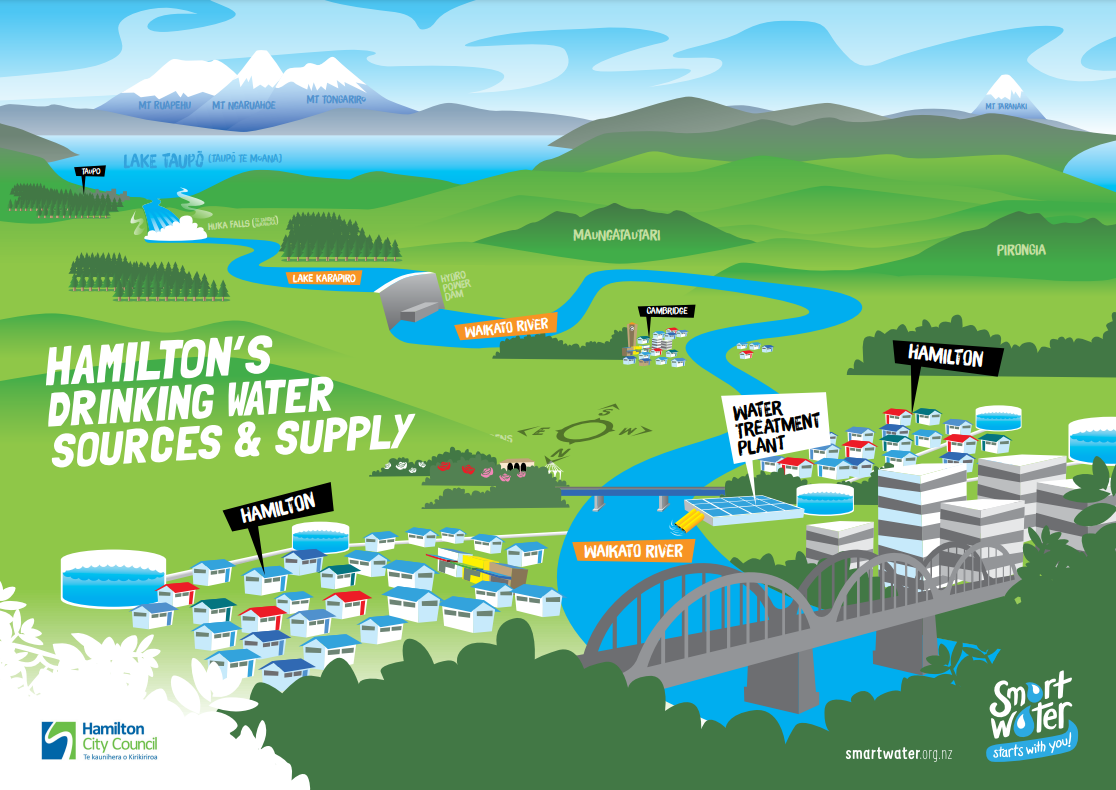 MT RUAPEHU
MT NGARUAHOE
MT TONGARIRO
MT TARANAKI
LAKE TAUPŌ (TAUPŌ TE MOANA)
TAUPO
HUKA FALLS
MAUNGATAUTARI
PIRONGIA
LAKE KARAPIRO
HYDRO
POWER
DAM
WAIKATO RIVER
CAMBRIDGE
HAMILTON'S
DRINKING WATER
SOURCES & SUPPLY
HAMILTON
WATER
TREATMENT
PLANT
S
E
W
N
HAMILTON
WAIKATO RIVER
Hamilton
City Council
Te kaunihera o Kirikiriroa
smartwater.org.nz
Smart
water
starts with you!